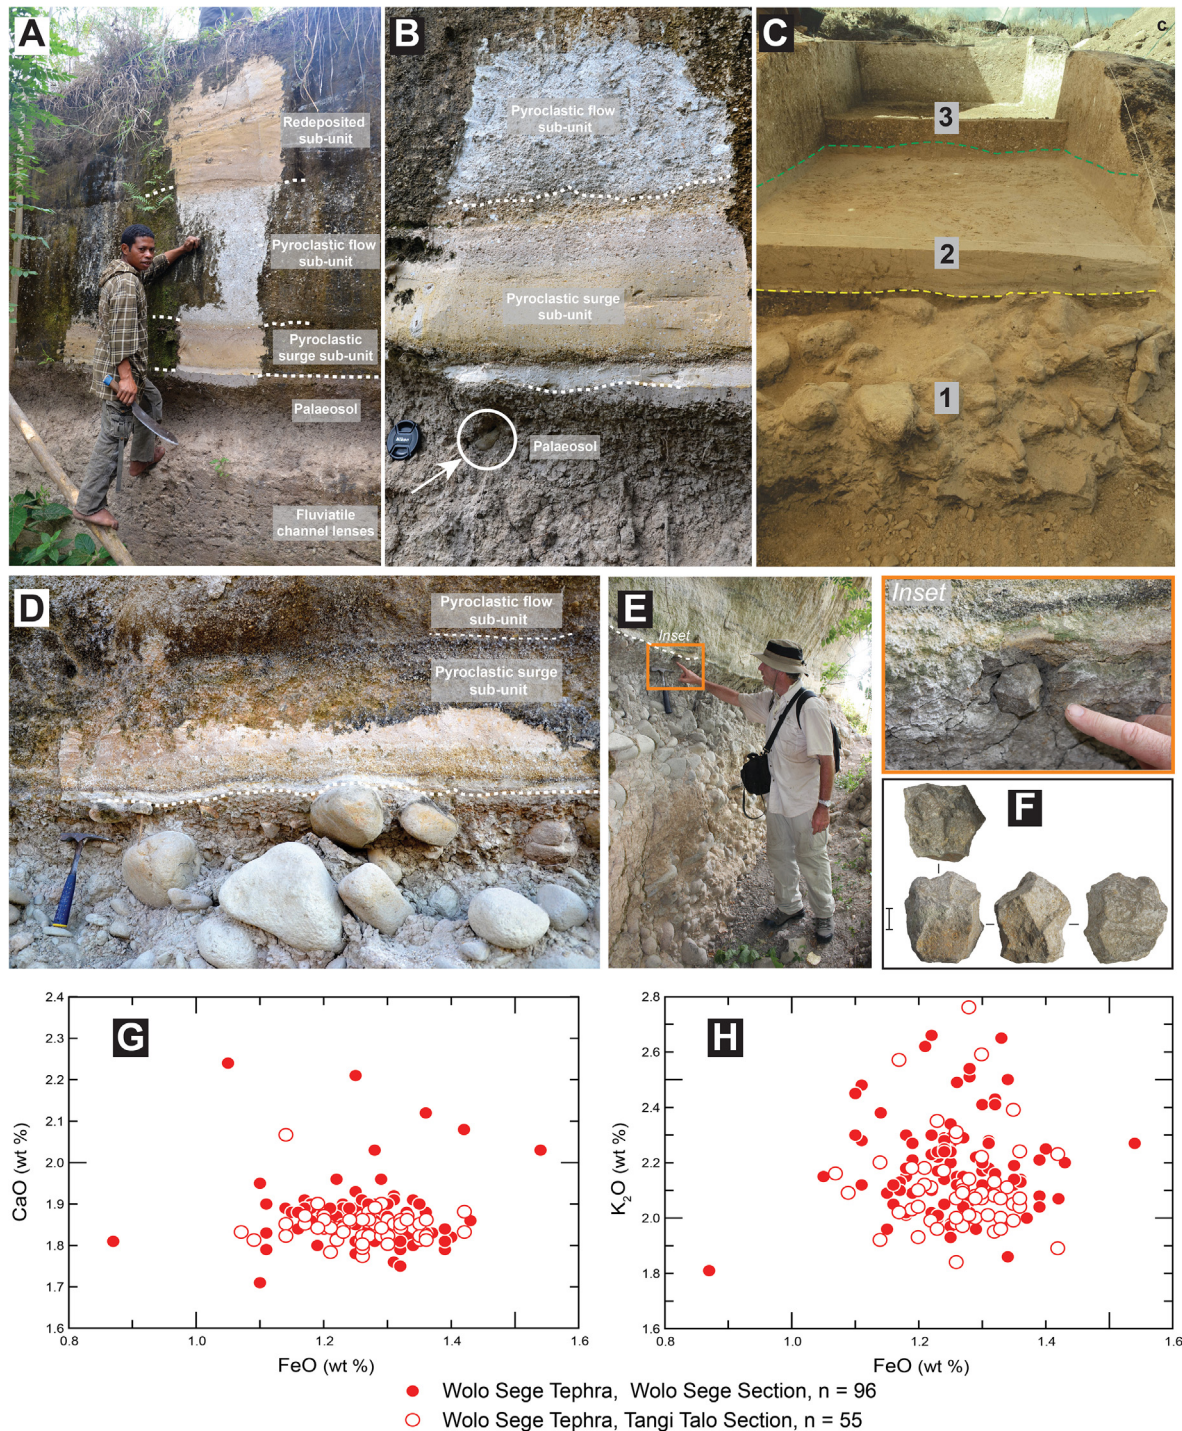 A
Redeposited
sub-unit
Pyroclastic flow
sub-unit
Pyroclastic
surge sub-unit
Palaeosol
Fluviatile
channel lenses
B
Pyroclastic flow
sub-unit
Pyroclastic surge
sub-unit
Nikon
Palaeosol
C
c
3
2
1
D
Pyroclastic flow
sub-unit
Pyroclastic surge
sub-unit
E
Inset
Inset
F
G
CaO (wt %)
2.4
2.3
2.2
2.1
2.0
1.9
1.8
1.7
1.6
0.8
1.0
1.2
1.4
1.6
FeO (wt %)
H
K2O (wt %)
2.8
2.6
2.4
2.2
2.0
1.8
1.6
0.8
1.0
1.2
1.4
1.6
FeO (wt %)
Wolo Sege Tephra, Wolo Sege Section, n = 96
Wolo Sege Tephra, Tangi Talo Section, n = 55